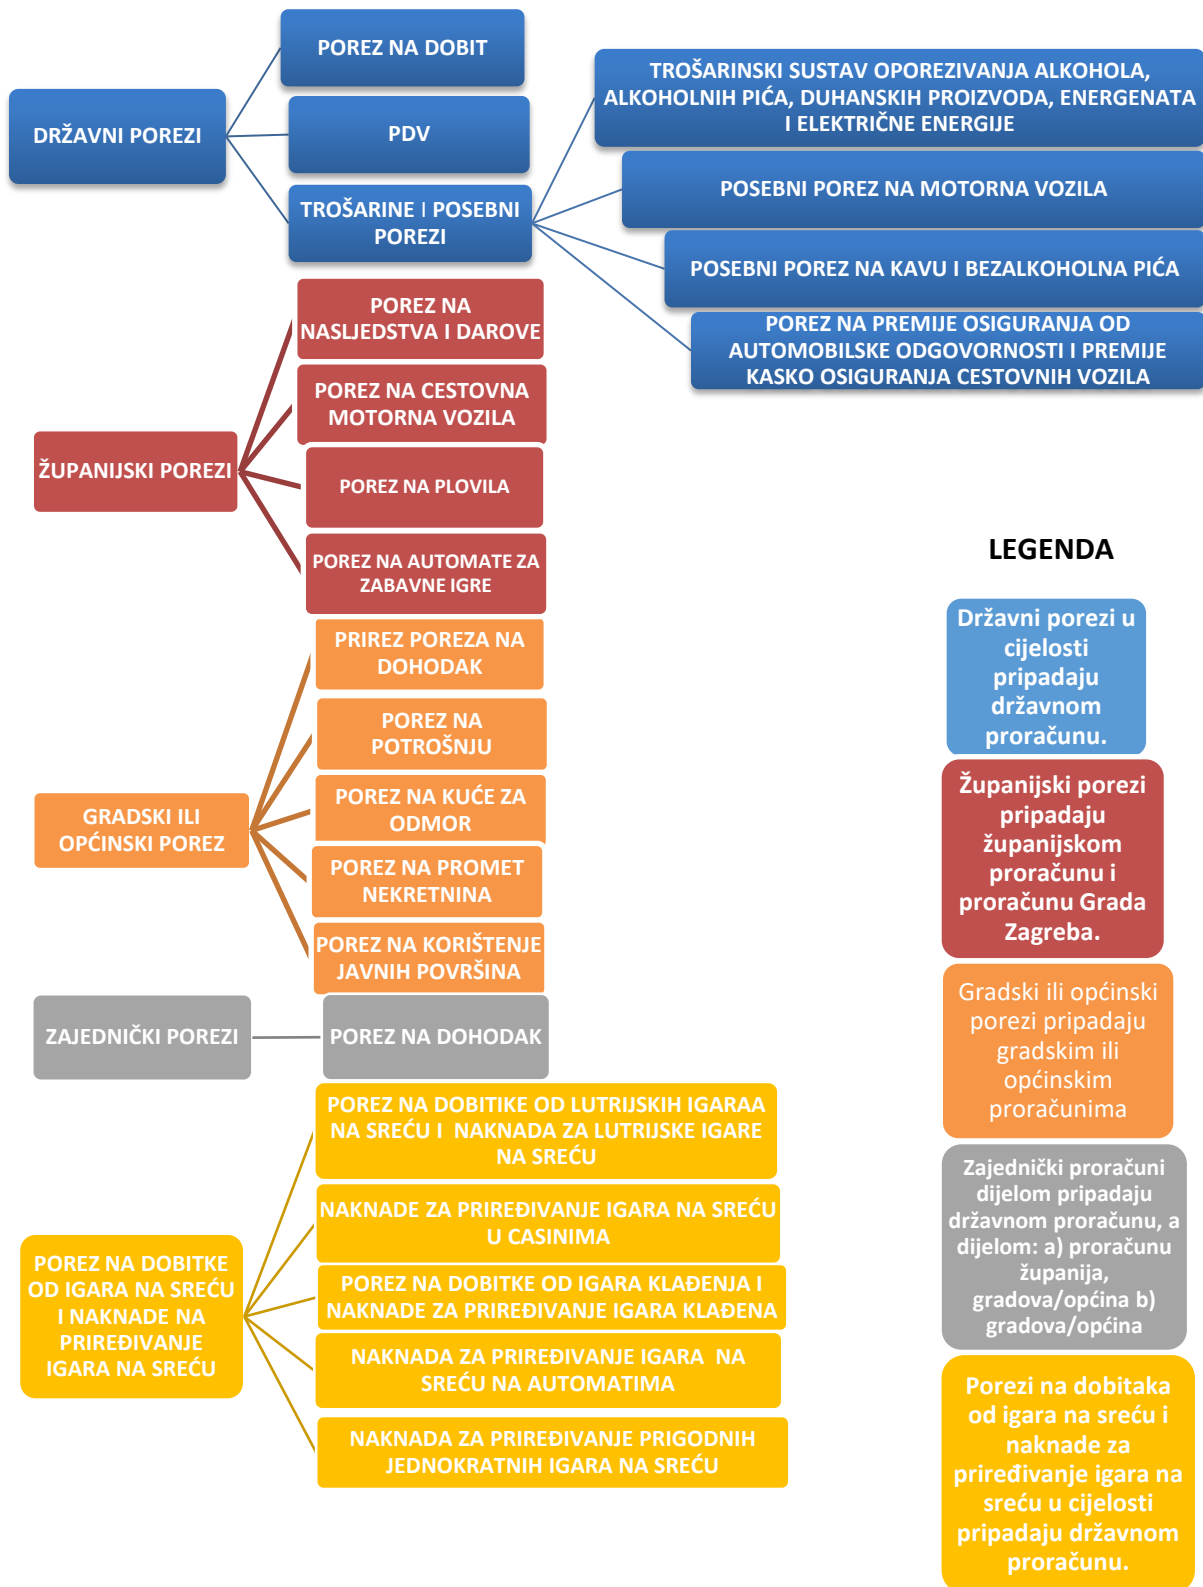 DRŽAVNI POREZI
POREZ NA DOBIT
PDV
TROŠARINE I POSEBNI
POREZI
TROŠARINSKI SUSTAV OPOREZIVANJA ALKOHOLA,
ALKOHOLNIH PIĆA, DUHANSKIH PROIZVODA, ENERGENATA
I ELEKTRIČNE ENERGIJE
POSEBNI POREZ NA MOTORNA VOZILA
POSEBNI POREZ NA KAVU I BEZALKOHOLNA PIĆA
POREZ NA PREMIJE OSIGURANJA OD
AUTOMOBILSKE ODGOVORNOSTI I PREMIJE
KASKO OSIGURANJA CESTOVNIH VOZILA
ŽUPANIJSKI POREZI
POREZ NA
NASLJEDSTVA I DAROVE
POREZ NA CESTOVNA
MOTORNA VOZILA
POREZ NA PLOVILA
POREZ NA AUTOMATE ZA
ZABAVNE IGRE
GRADSKI ILI
OPĆINSKI POREZ
PRIREZ POREZA NA
DOHODAK
POREZ NA
POTROŠNJU
POREZ NA KUĆE ZA
ODMOR
POREZ NA PROMET
NEKRETNINA
POREZ NA KORIŠTENJE
JAVNIH POVRŠINA
ZAJEDNIČKI POREZI
POREZ NA DOHODAK
POREZ NA DOBITKE
OD IGARA NA SREĆU
I NAKNADE NA
PRIREĐIVANJE
IGARA NA SREĆU
POREZ NA DOBITIKE OD LUTRIJSKIH IGARAA
NA SREĆU I NAKNADA ZA LUTRIJSKE IGARE
NA SREĆU
NAKNADE ZA PRIREĐIVANJE IGARA NA SREĆU
U CASINIMA
POREZ NA DOBITKE OD IGARA KLAĐENJA I
NAKNADE ZA PRIREĐIVANJE IGARA KLAĐENA
NAKNADA ZA PRIREĐIVANJE IGARA NA
SREĆU NA AUTOMATIMA
NAKNADA ZA PRIREĐIVANJE PRIGODNIH
JEDNOKRATNIH IGARA NA SREĆU
LEGENDA
Državni porezi u
cijelosti
pripadaju
državnom
proračunu.
Županijski porezi
pripadaju
županijskom
proračunu i
proračunu Grada
Zagreba.
Gradski ili općinski
porezi pripadaju
gradskim ili
općinskim
proračunima
Zajednički proračuni
dijelom pripadaju
državnom proračunu, a
dijelom: a) proračunu
županija,
gradova/općina b)
gradova/općina
Porezi na dobitaka
od igara na sreću i
naknade za
priređivanje igara na
sreću u cijelosti
pripadaju državnom
proračunu.